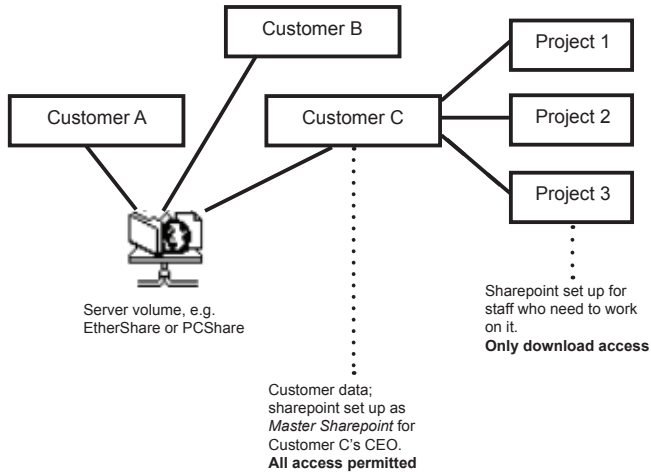 Customer B
Project 1
Customer A
Customer C
Project 2
Project 3
Server volume, e.g.
EtherShare or PCShare
Sharepoint set up for
staff who need to work
on it.
Only download access
Customer data;
sharepoint set up as
Master Sharepoint for
Customer C's CEO.
All access permitted